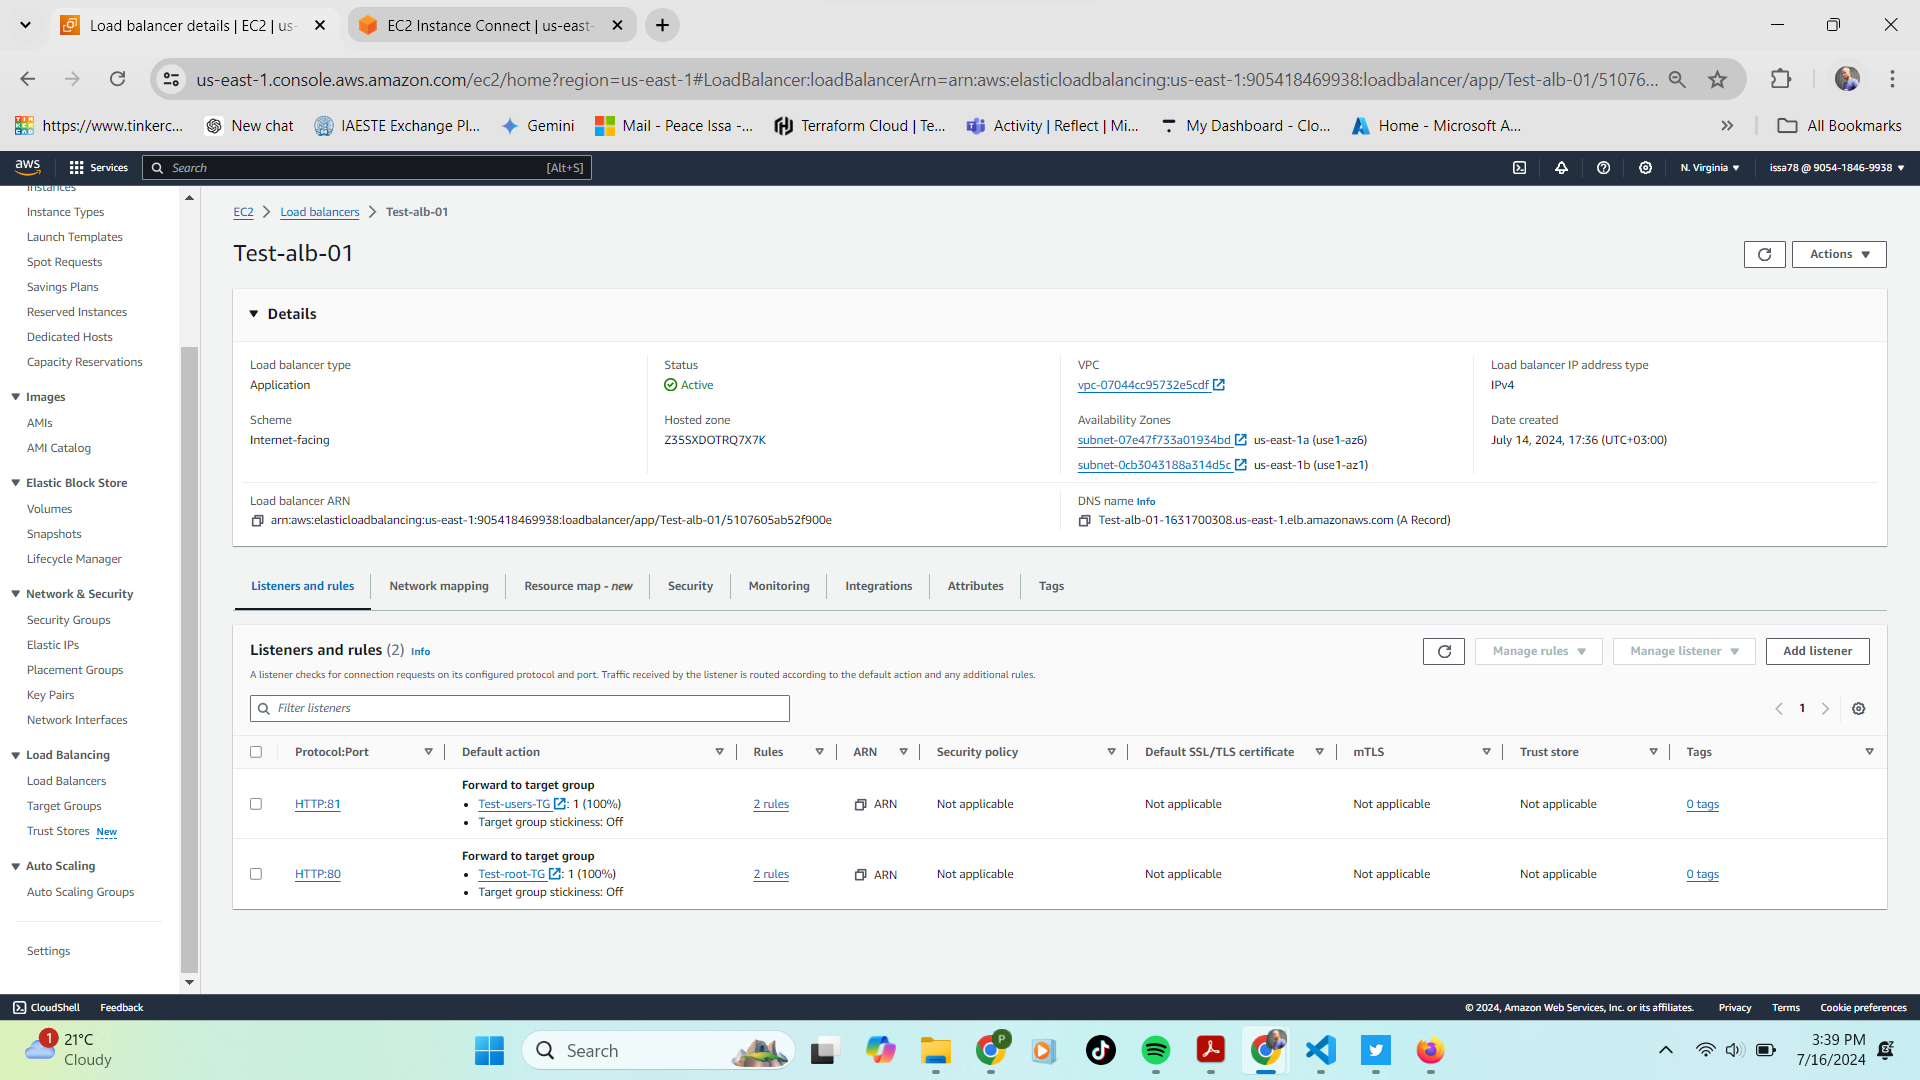 Load balancer details | EC2 | us-
EC2 Instance Connect | us-east-
us-east-1.console.aws.amazon.com/ec2/home?region=us-east-1#LoadBalancer:loadBalancerArn=arn:aws:elasticloadbalancing:us-east-1:905418469938:loadbalancer/app/Test-alb-01/51076...
https://www.tinkerc... New chat IAESTE Exchange Pl... Gemini Mail - Peace Issa -... Terraform Cloud | Te... Activity | Reflect | Mi... My Dashboard - Clo... Home - Microsoft A... All Bookmarks
aws Services Search [Alt+S] N. Virginia issa78 @ 9054-1846-9938
Instances
Instance Types
Launch Templates
Spot Requests
Savings Plans
Reserved Instances
Dedicated Hosts
Capacity Reservations
Images
AMIs
AMI Catalog
Elastic Block Store
Volumes
Snapshots
Lifecycle Manager
Network & Security
Security Groups
Elastic IPs
Placement Groups
Key Pairs
Network Interfaces
Load Balancing
Load Balancers
Target Groups
Trust Stores New
Auto Scaling
Auto Scaling Groups
Settings
EC2 Load balancers Test-alb-01
Test-alb-01
Actions
Details
Load balancer type
Application
Status
Active
VPC
vpc-07044cc95732e5cdf
Load balancer IP address type
IPv4
Scheme
Internet-facing
Hosted zone
Z35SXDOTRQ7X7K
Availability Zones
subnet-07e47f733a01934bd us-east-1a (use1-az6)
subnet-0cb3043188a314d5c us-east-1b (use1-az1)
Date created
July 14, 2024, 17:36 (UTC+03:00)
Load balancer ARN
arn:aws:elasticloadbalancing:us-east-1:905418469938:loadbalancer/app/Test-alb-01/5107605ab52f900e
DNS name Info
Test-alb-01-1631700308.us-east-1.elb.amazonaws.com (A Record)
Listeners and rules Network mapping Resource map - new Security Monitoring Integrations Attributes Tags
Listeners and rules (2) Info
Manage rules Manage listener Add listener
A listener checks for connection requests on its configured protocol and port. Traffic received by the listener is routed according to the default action and any additional rules.
Filter listeners
1
Protocol:Port Default action Rules ARN Security policy Default SSL/TLS certificate mTLS Trust store Tags
Forward to target group
HTTP:81 • Test-users-TG : 1 (100%) 2 rules ARN Not applicable Not applicable Not applicable Not applicable 0 tags
• Target group stickiness: Off
Forward to target group
HTTP:80 • Test-root-TG : 1 (100%) 2 rules ARN Not applicable Not applicable Not applicable Not applicable 0 tags
• Target group stickiness: Off
CloudShell Feedback © 2024, Amazon Web Services, Inc. or its affiliates. Privacy Terms Cookie preferences
1 21°C
Cloudy
Search
P
3:39 PM
7/16/2024